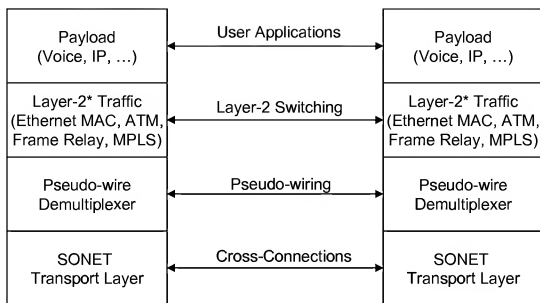 Payload
(Voice, IP, …)
User Applications
Payload
(Voice, IP, …)
Layer-2* Traffic
(Ethernet MAC, ATM,
Frame Relay, MPLS)
Layer-2 Switching
Layer-2* Traffic
(Ethernet MAC, ATM,
Frame Relay, MPLS)
Pseudo-wire
Demultiplexer
Pseudo-wiring
Pseudo-wire
Demultiplexer
SONET
Transport Layer
Cross-Connections
SONET
Transport Layer